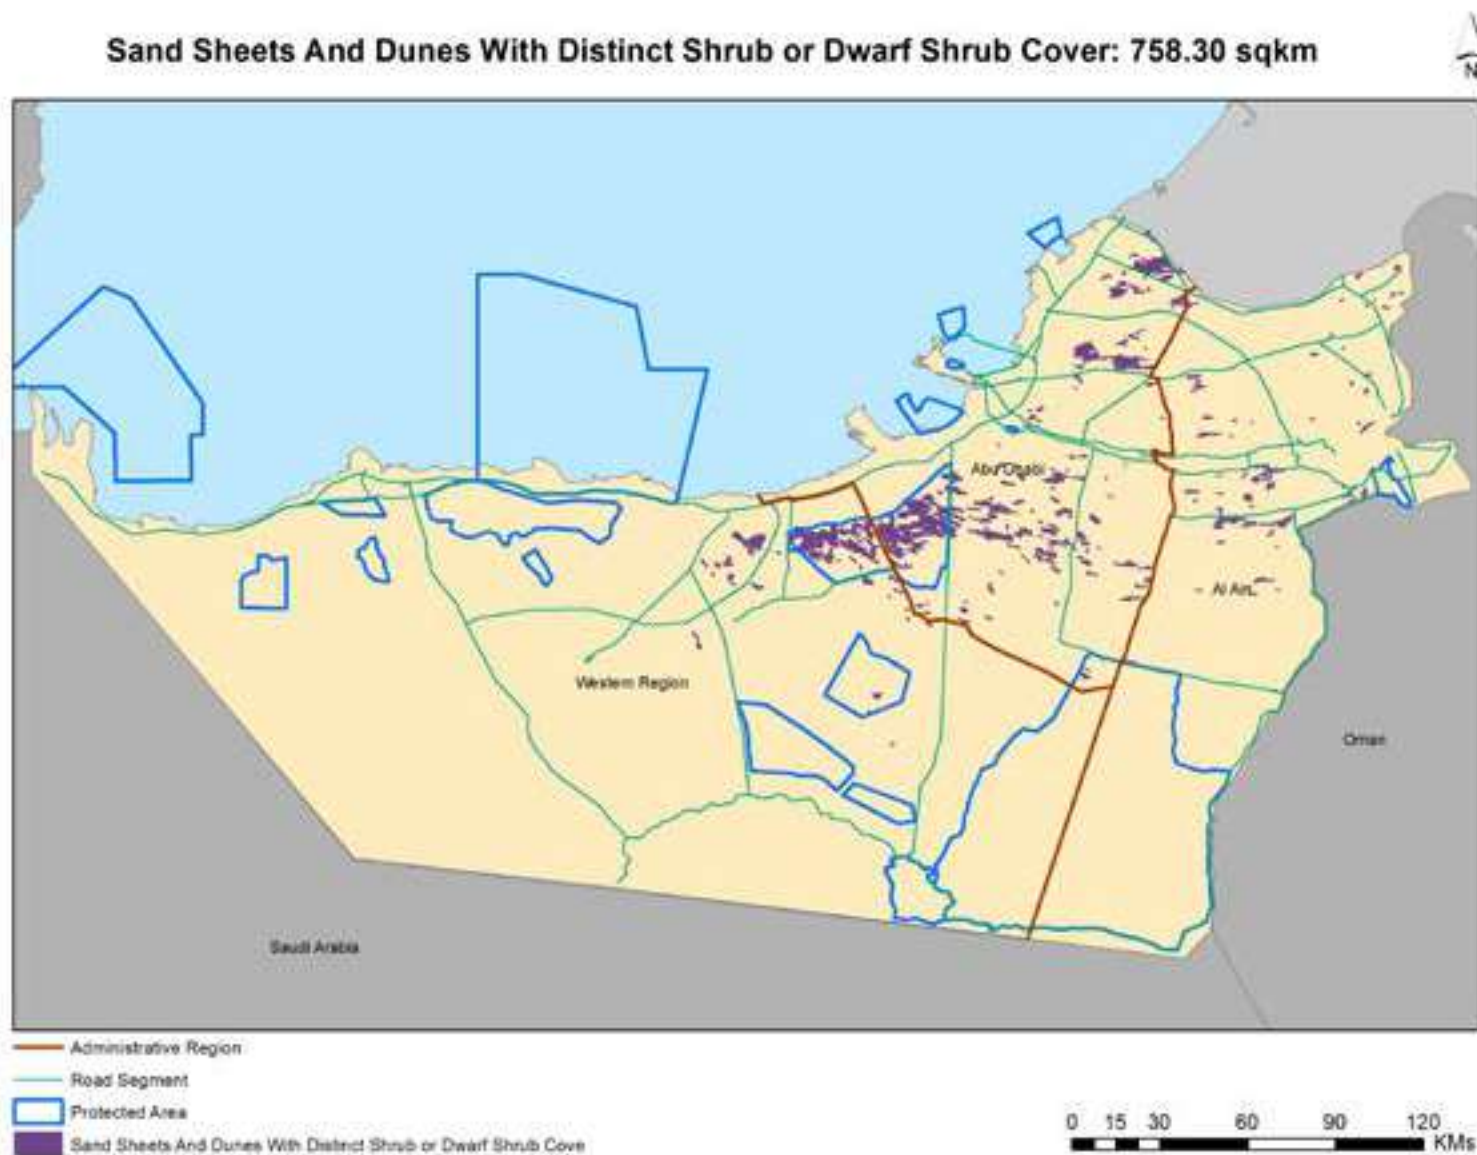 Sand Sheets And Dunes With Distinct Shrub or Dwarf Shrub Cover: 758.30 sqkm
N
Abu Dhabi
Al Ain
Western Region
Oman
Saudi Arabia
Administrative Region
Road Segment
Protected Area
Sand Sheets And Dunes With Distinct Shrub or Dwarf Shrub Cove
0 15 30 60 90 120
KMs